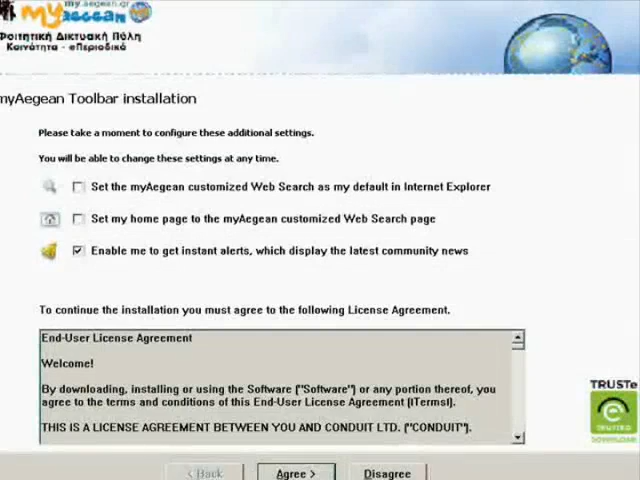 my.aegean.gr
myaegean
Φοιτητική Δικτυακή Πύλη
Κοινότητα - eΠεριοδικό
myAegean Toolbar installation
Please take a moment to configure these additional settings.
You will be able to change these settings at any time.
Set the myAegean customized Web Search as my default in Internet Explorer
Set my home page to the myAegean customized Web Search page
Enable me to get instant alerts, which display the latest community news
To continue the installation you must agree to the following License Agreement.
End-User License Agreement
Welcome!
By downloading, installing or using the Software ("Software") or any portion thereof, you
agree to the terms and conditions of this End-User License Agreement (ITermsI).
THIS IS A LICENSE AGREEMENT BETWEEN YOU AND CONDUIT LTD. ("CONDUIT").
TRUSTe
DOWNLOAD
< Back
Agree >
Disagree